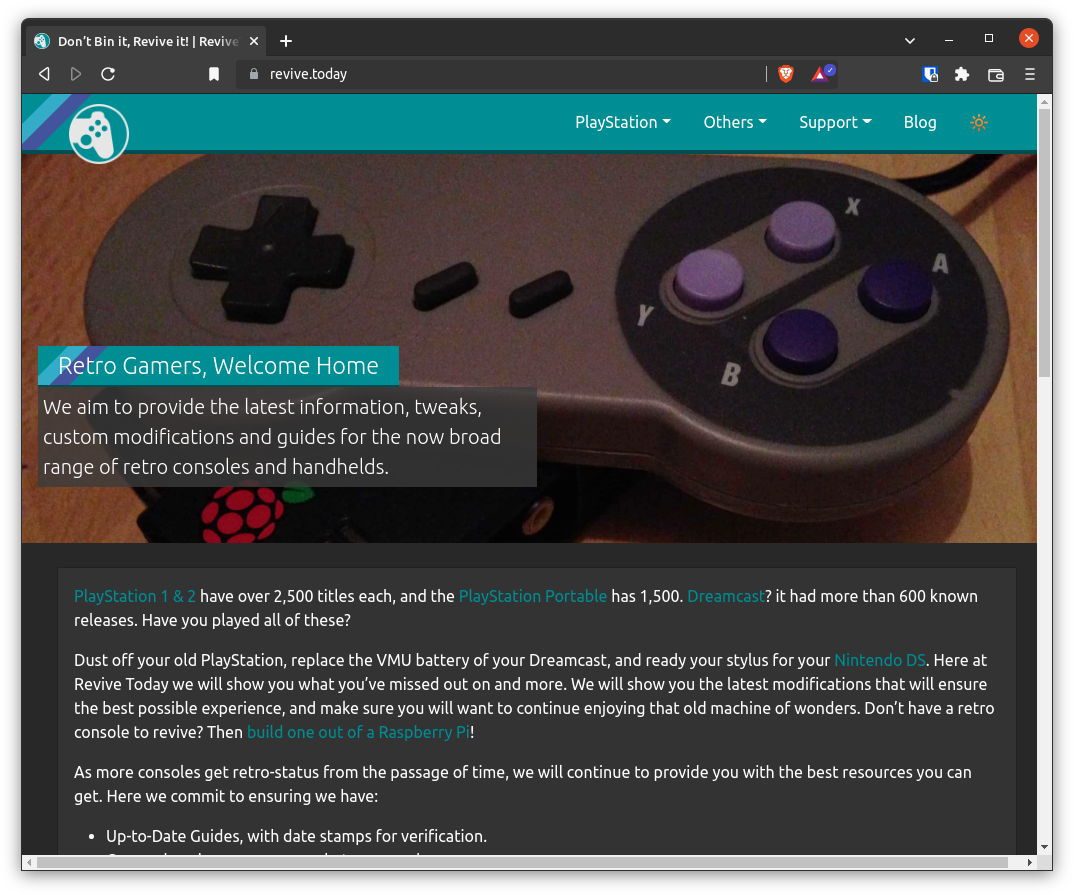 Don't Bin it, Revive it! | Revive
revive.today
PlayStation Others Support Blog
X
A
Y
B
Retro Gamers, Welcome Home
We aim to provide the latest information, tweaks,
custom modifications and guides for the now broad
range of retro consoles and handhelds.
PlayStation 1 & 2 have over 2,500 titles each, and the PlayStation Portable has 1,500. Dreamcast? it had more than 600 known
releases. Have you played all of these?
Dust off your old PlayStation, replace the VMU battery of your Dreamcast, and ready your stylus for your Nintendo DS. Here at
Revive Today we will show you what you've missed out on and more. We will show you the latest modifications that will ensure
the best possible experience, and make sure you will want to continue enjoying that old machine of wonders. Don't have a retro
console to revive? Then build one out of a Raspberry Pi!
As more consoles get retro-status from the passage of time, we will continue to provide you with the best resources you can
get. Here we commit to ensuring we have:
• Up-to-Date Guides, with date stamps for verification.